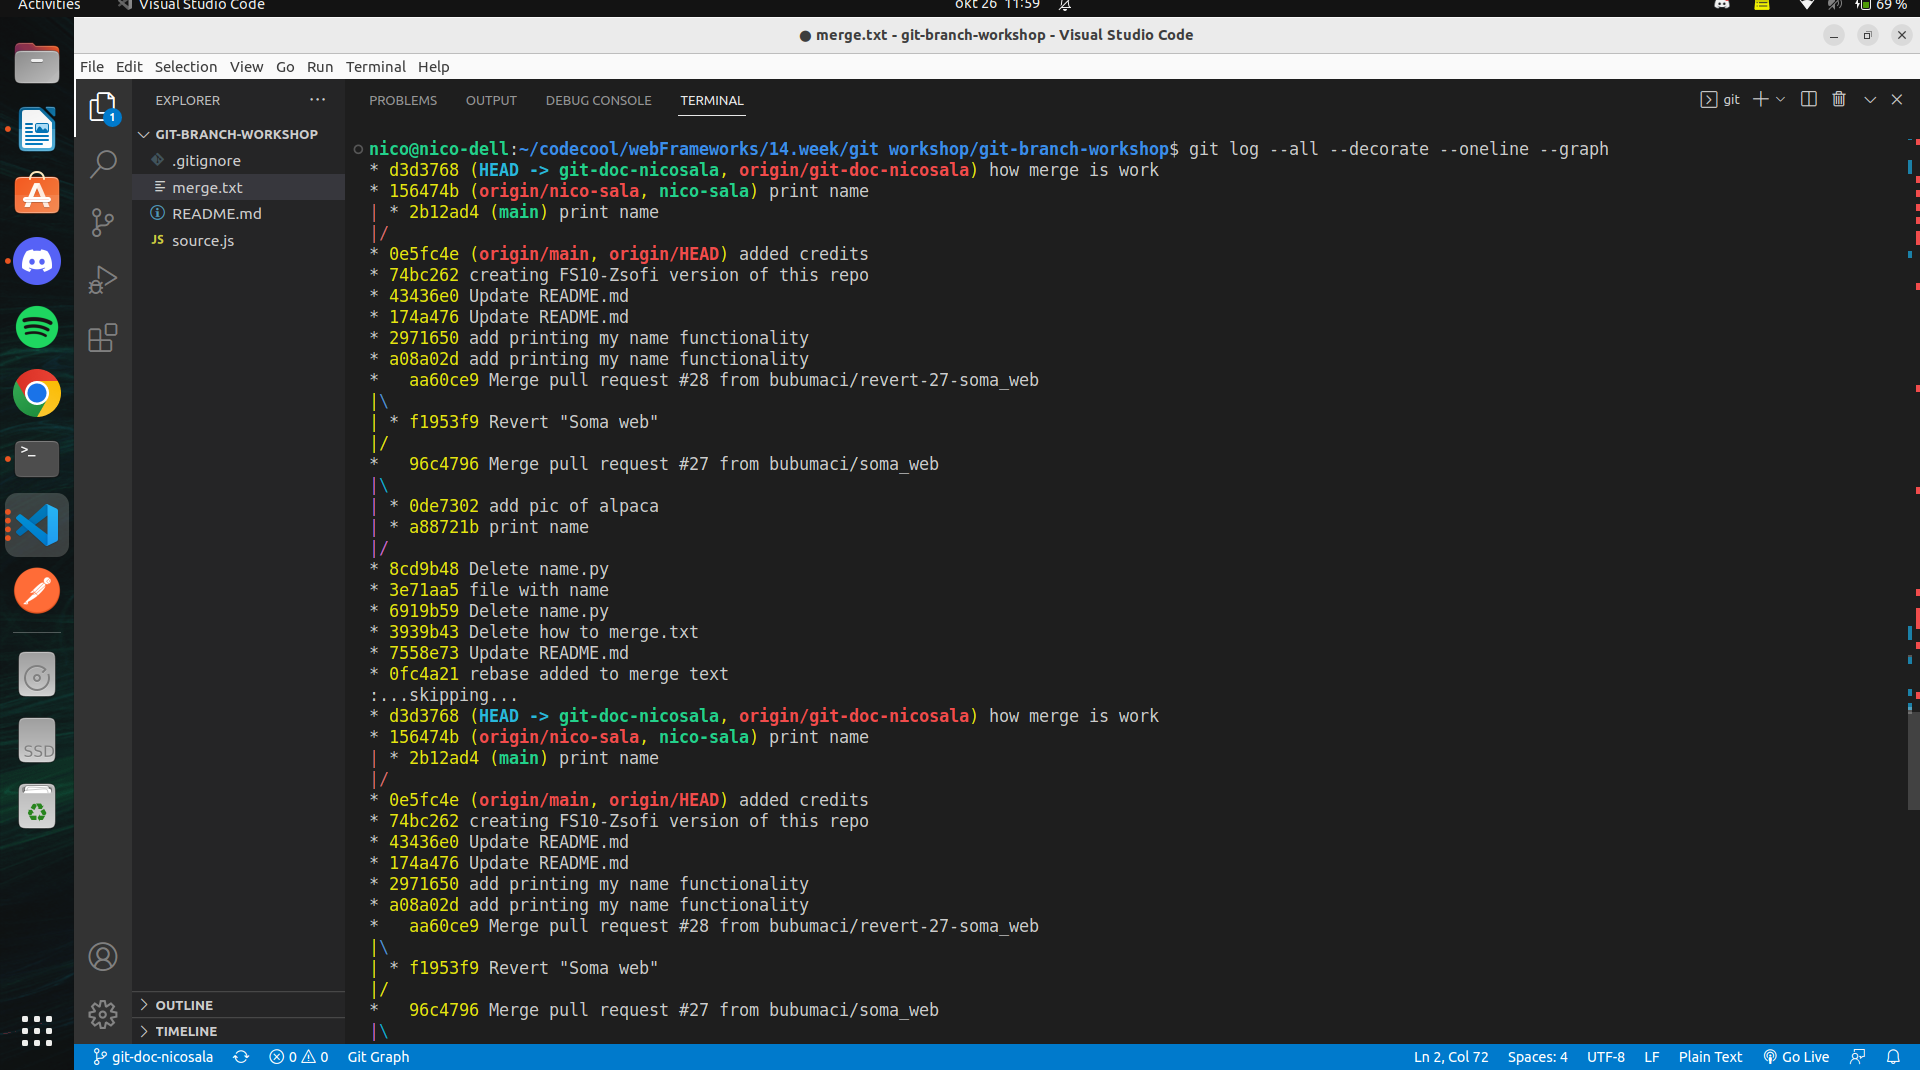 Activities
Visual Studio Code
okt 26 11:59
69 %
● merge.txt - git-branch-workshop - Visual Studio Code
File Edit Selection View Go Run Terminal Help
1
EXPLORER ···
GIT-BRANCH-WORKSHOP
.gitignore
merge.txt
README.md
JS source.js
PROBLEMS OUTPUT DEBUG CONSOLE TERMINAL
git
nico@nico-dell:~/codecool/webFrameworks/14.week/git workshop/git-branch-workshop$ git log --all --decorate --oneline --graph
* d3d3768 (HEAD -> git-doc-nicosala, origin/git-doc-nicosala) how merge is work
* 156474b (origin/nico-sala, nico-sala) print name
| * 2b12ad4 (main) print name
|/
* 0e5fc4e (origin/main, origin/HEAD) added credits
* 74bc262 creating FS10-Zsofi version of this repo
* 43436e0 Update README.md
* 174a476 Update README.md
* 2971650 add printing my name functionality
* a08a02d add printing my name functionality
*   aa60ce9 Merge pull request #28 from bubumaci/revert-27-soma_web
|\
| * f1953f9 Revert "Soma web"
|/
*   96c4796 Merge pull request #27 from bubumaci/soma_web
|\
| * 0de7302 add pic of alpaca
| * a88721b print name
|/
* 8cd9b48 Delete name.py
* 3e71aa5 file with name
* 6919b59 Delete name.py
* 3939b43 Delete how to merge.txt
* 7558e73 Update README.md
* 0fc4a21 rebase added to merge text
:...skipping...
* d3d3768 (HEAD -> git-doc-nicosala, origin/git-doc-nicosala) how merge is work
* 156474b (origin/nico-sala, nico-sala) print name
| * 2b12ad4 (main) print name
|/
* 0e5fc4e (origin/main, origin/HEAD) added credits
* 74bc262 creating FS10-Zsofi version of this repo
* 43436e0 Update README.md
* 174a476 Update README.md
* 2971650 add printing my name functionality
* a08a02d add printing my name functionality
*   aa60ce9 Merge pull request #28 from bubumaci/revert-27-soma_web
|\
| * f1953f9 Revert "Soma web"
|/
*   96c4796 Merge pull request #27 from bubumaci/soma_web
|\
SSD
OUTLINE
TIMELINE
git-doc-nicosala 0 0 Git Graph
Ln 2, Col 72 Spaces: 4 UTF-8 LF Plain Text Go Live